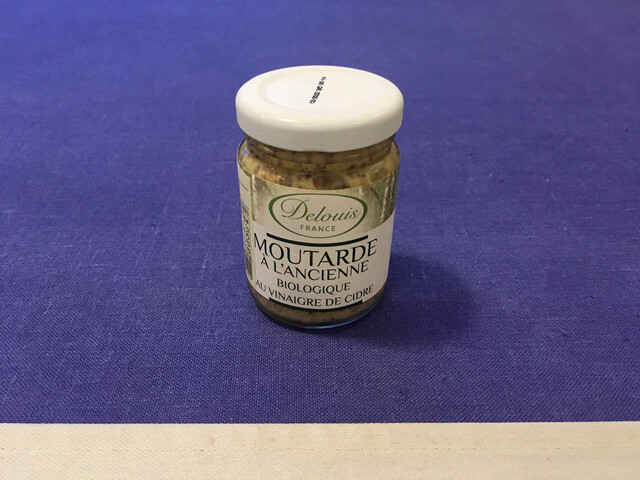 Delouis
FRANCE
MOUTARDE
À L'ANCIENNE
BIOLOGIQUE
AU VINAIGRE DE CIDRE